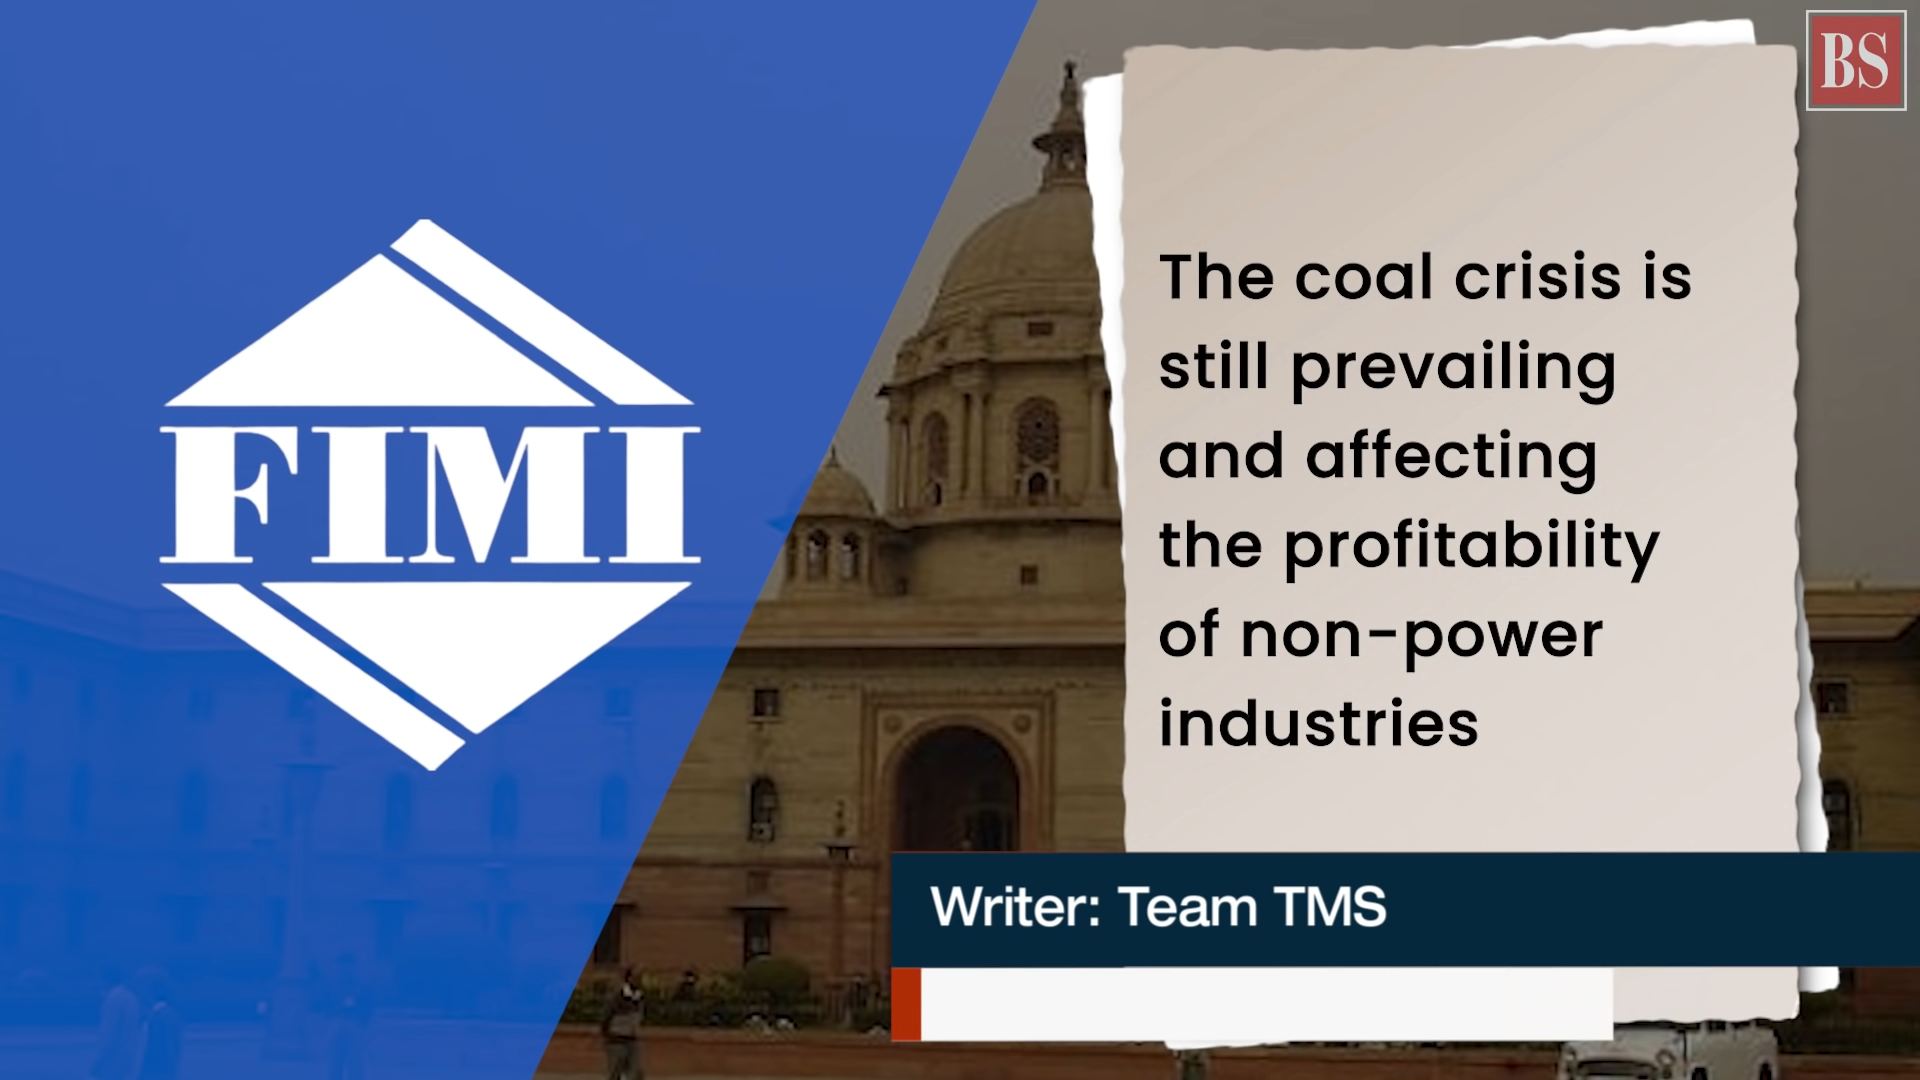 FIMI
BS
The coal crisis is
still prevailing
and affecting
the profitability
of non-power
industries
Writer: Team TMS